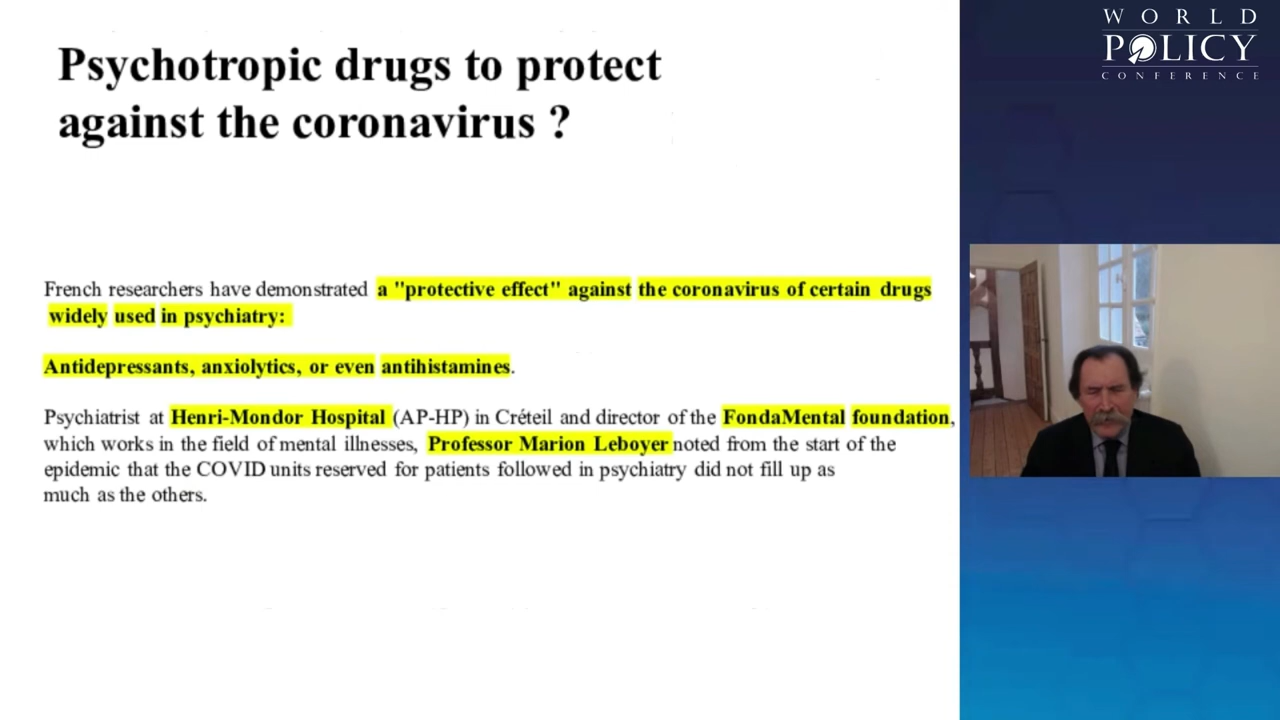 Psychotropic drugs to protect
against the coronavirus ?
French researchers have demonstrated a "protective effect" against the coronavirus of certain drugs
widely used in psychiatry:
Antidepressants, anxiolytics, or even antihistamines.
Psychiatrist at Henri-Mondor Hospital (AP-HP) in Créteil and director of the FondaMental foundation,
which works in the field of mental illnesses, Professor Marion Leboyer noted from the start of the
epidemic that the COVID units reserved for patients followed in psychiatry did not fill up as
much as the others.
WORLD
POLICY
CONFERENCE